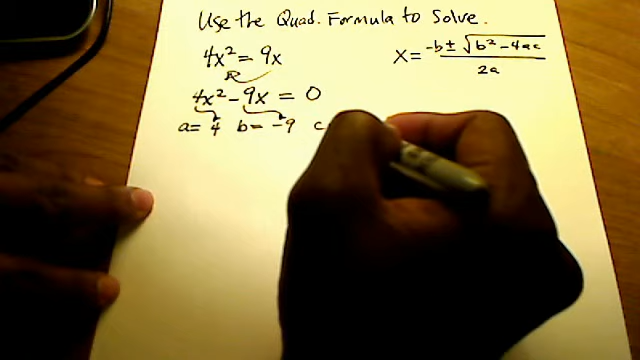 Use the Quad. Formula to Solve.
4x² = 9x
x = -b ± √b² - 4ac / 2a
4x² - 9x = 0
a = 4 b = -9 c